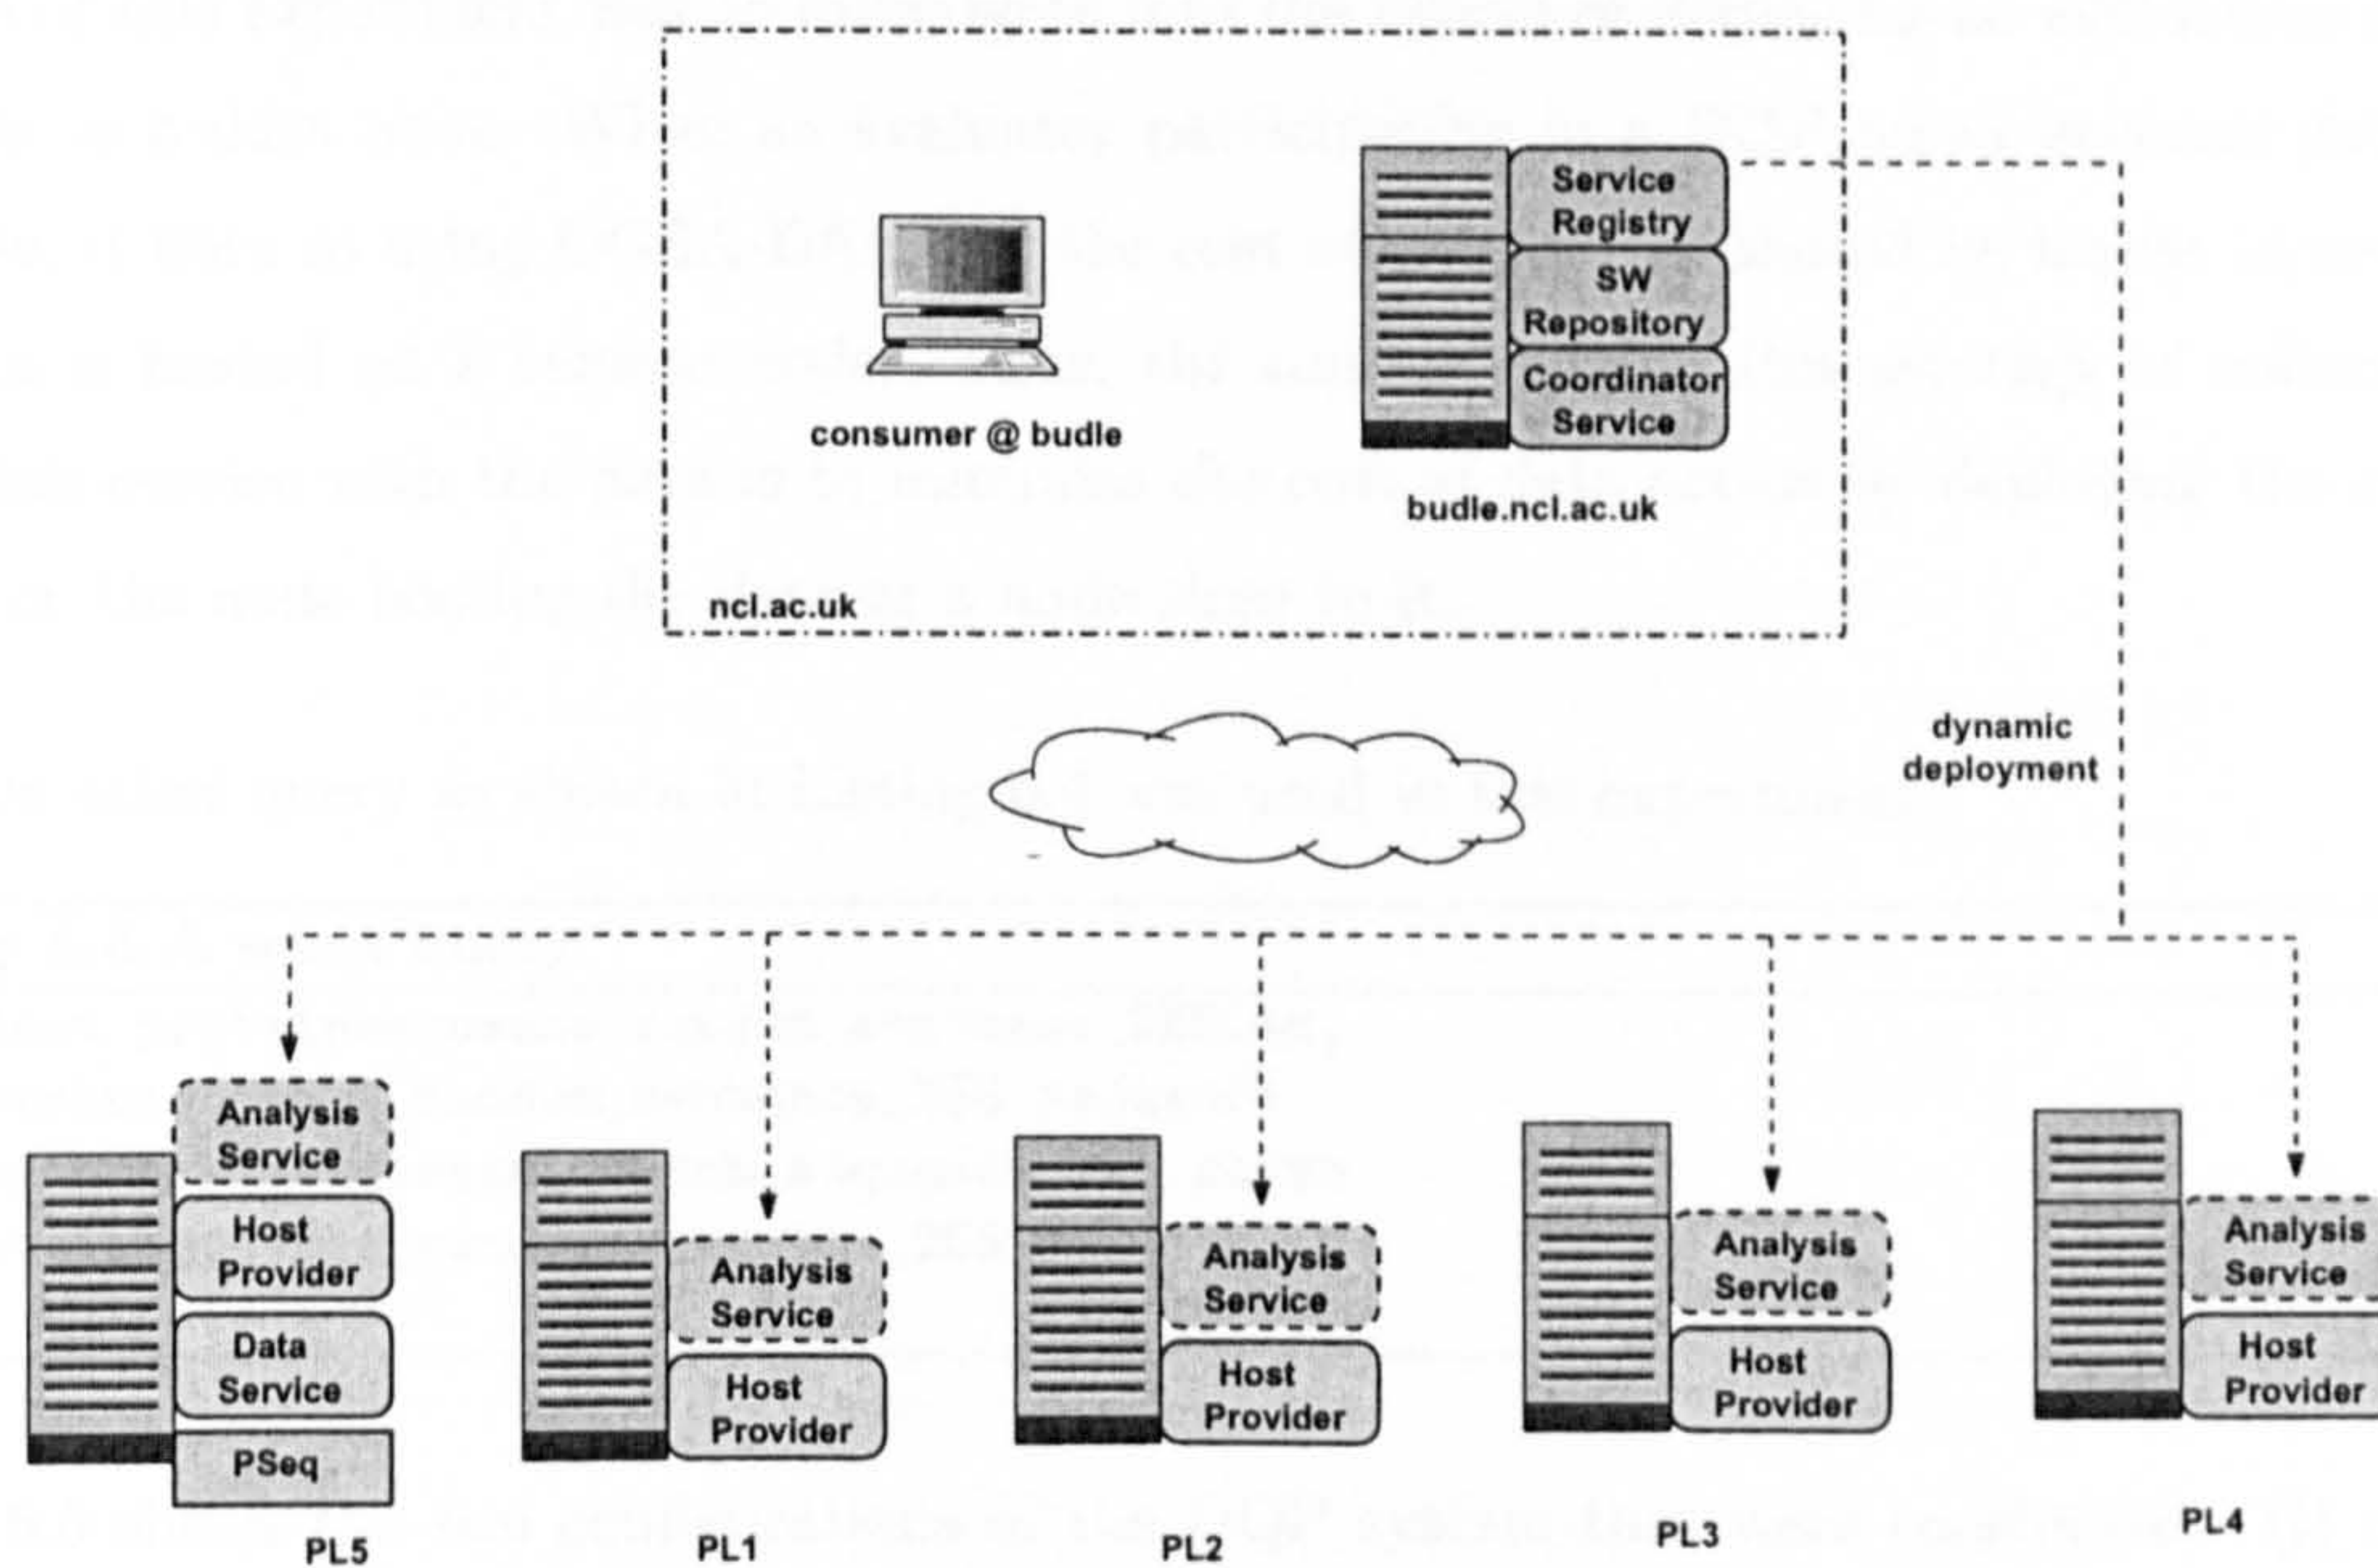 Service
Registry
SW
Repository
Coordinator
Service
consumer @ budle
budle.ncl.ac.uk
ncl.ac.uk
dynamic
deployment
Analysis
Service
Host
Provider
Data
Service
PSeq
PL5
Analysis
Service
Host
Provider
PL1
Analysis
Service
Host
Provider
PL2
Analysis
Service
Host
Provider
PL3
Analysis
Service
Host
Provider
PL4